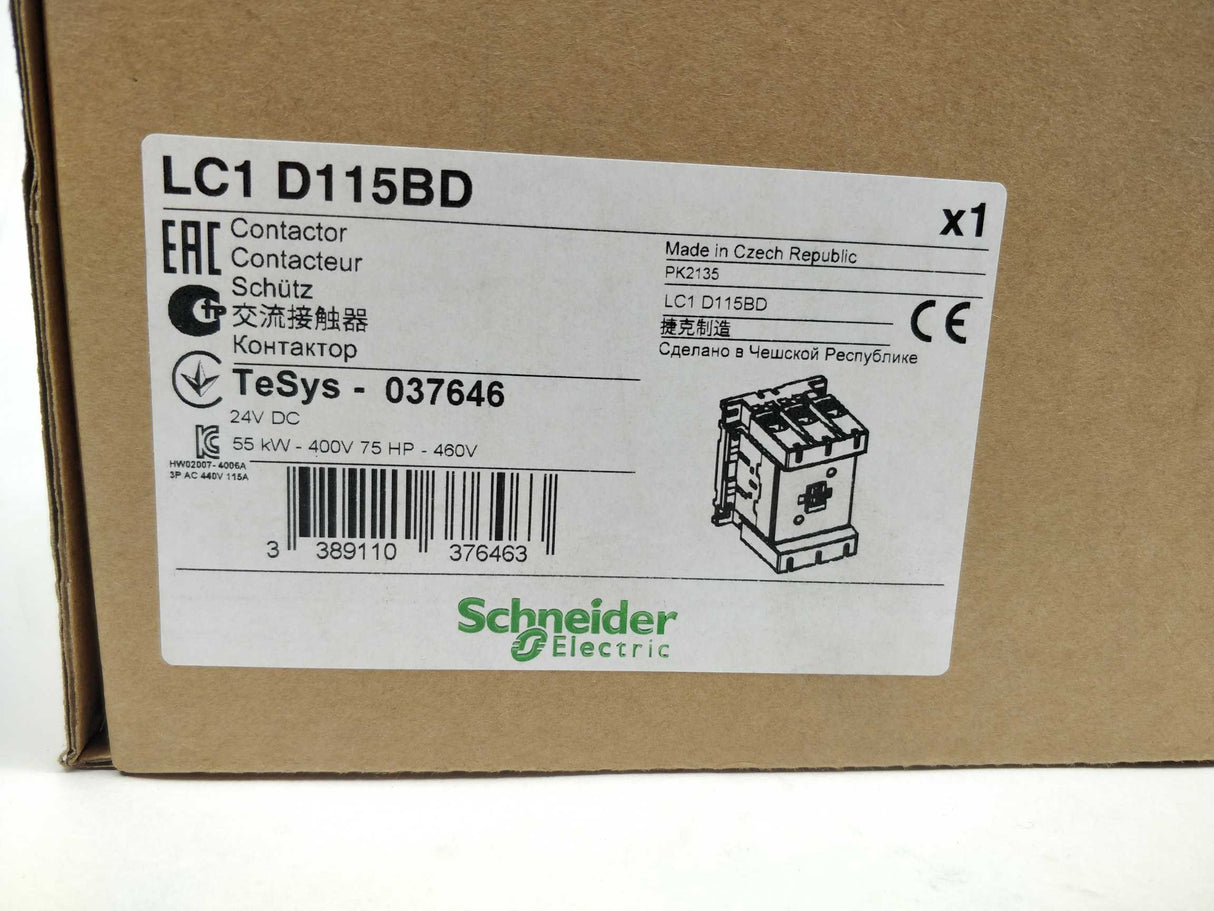 LC1 D115BD
x1
EAC
Contactor
Contacteur
Schütz
交流接触器
Контактор
Made in Czech Republic
PK2135
LC1 D115BD
CE
捷克制造
Сделано в Чешской Республике
TeSys - 037646
24V DC
55 kW - 400V 75 HP - 460V
HW02007-4006A
3P AC 440V 115A
3 389110 376463
Schneider
Electric